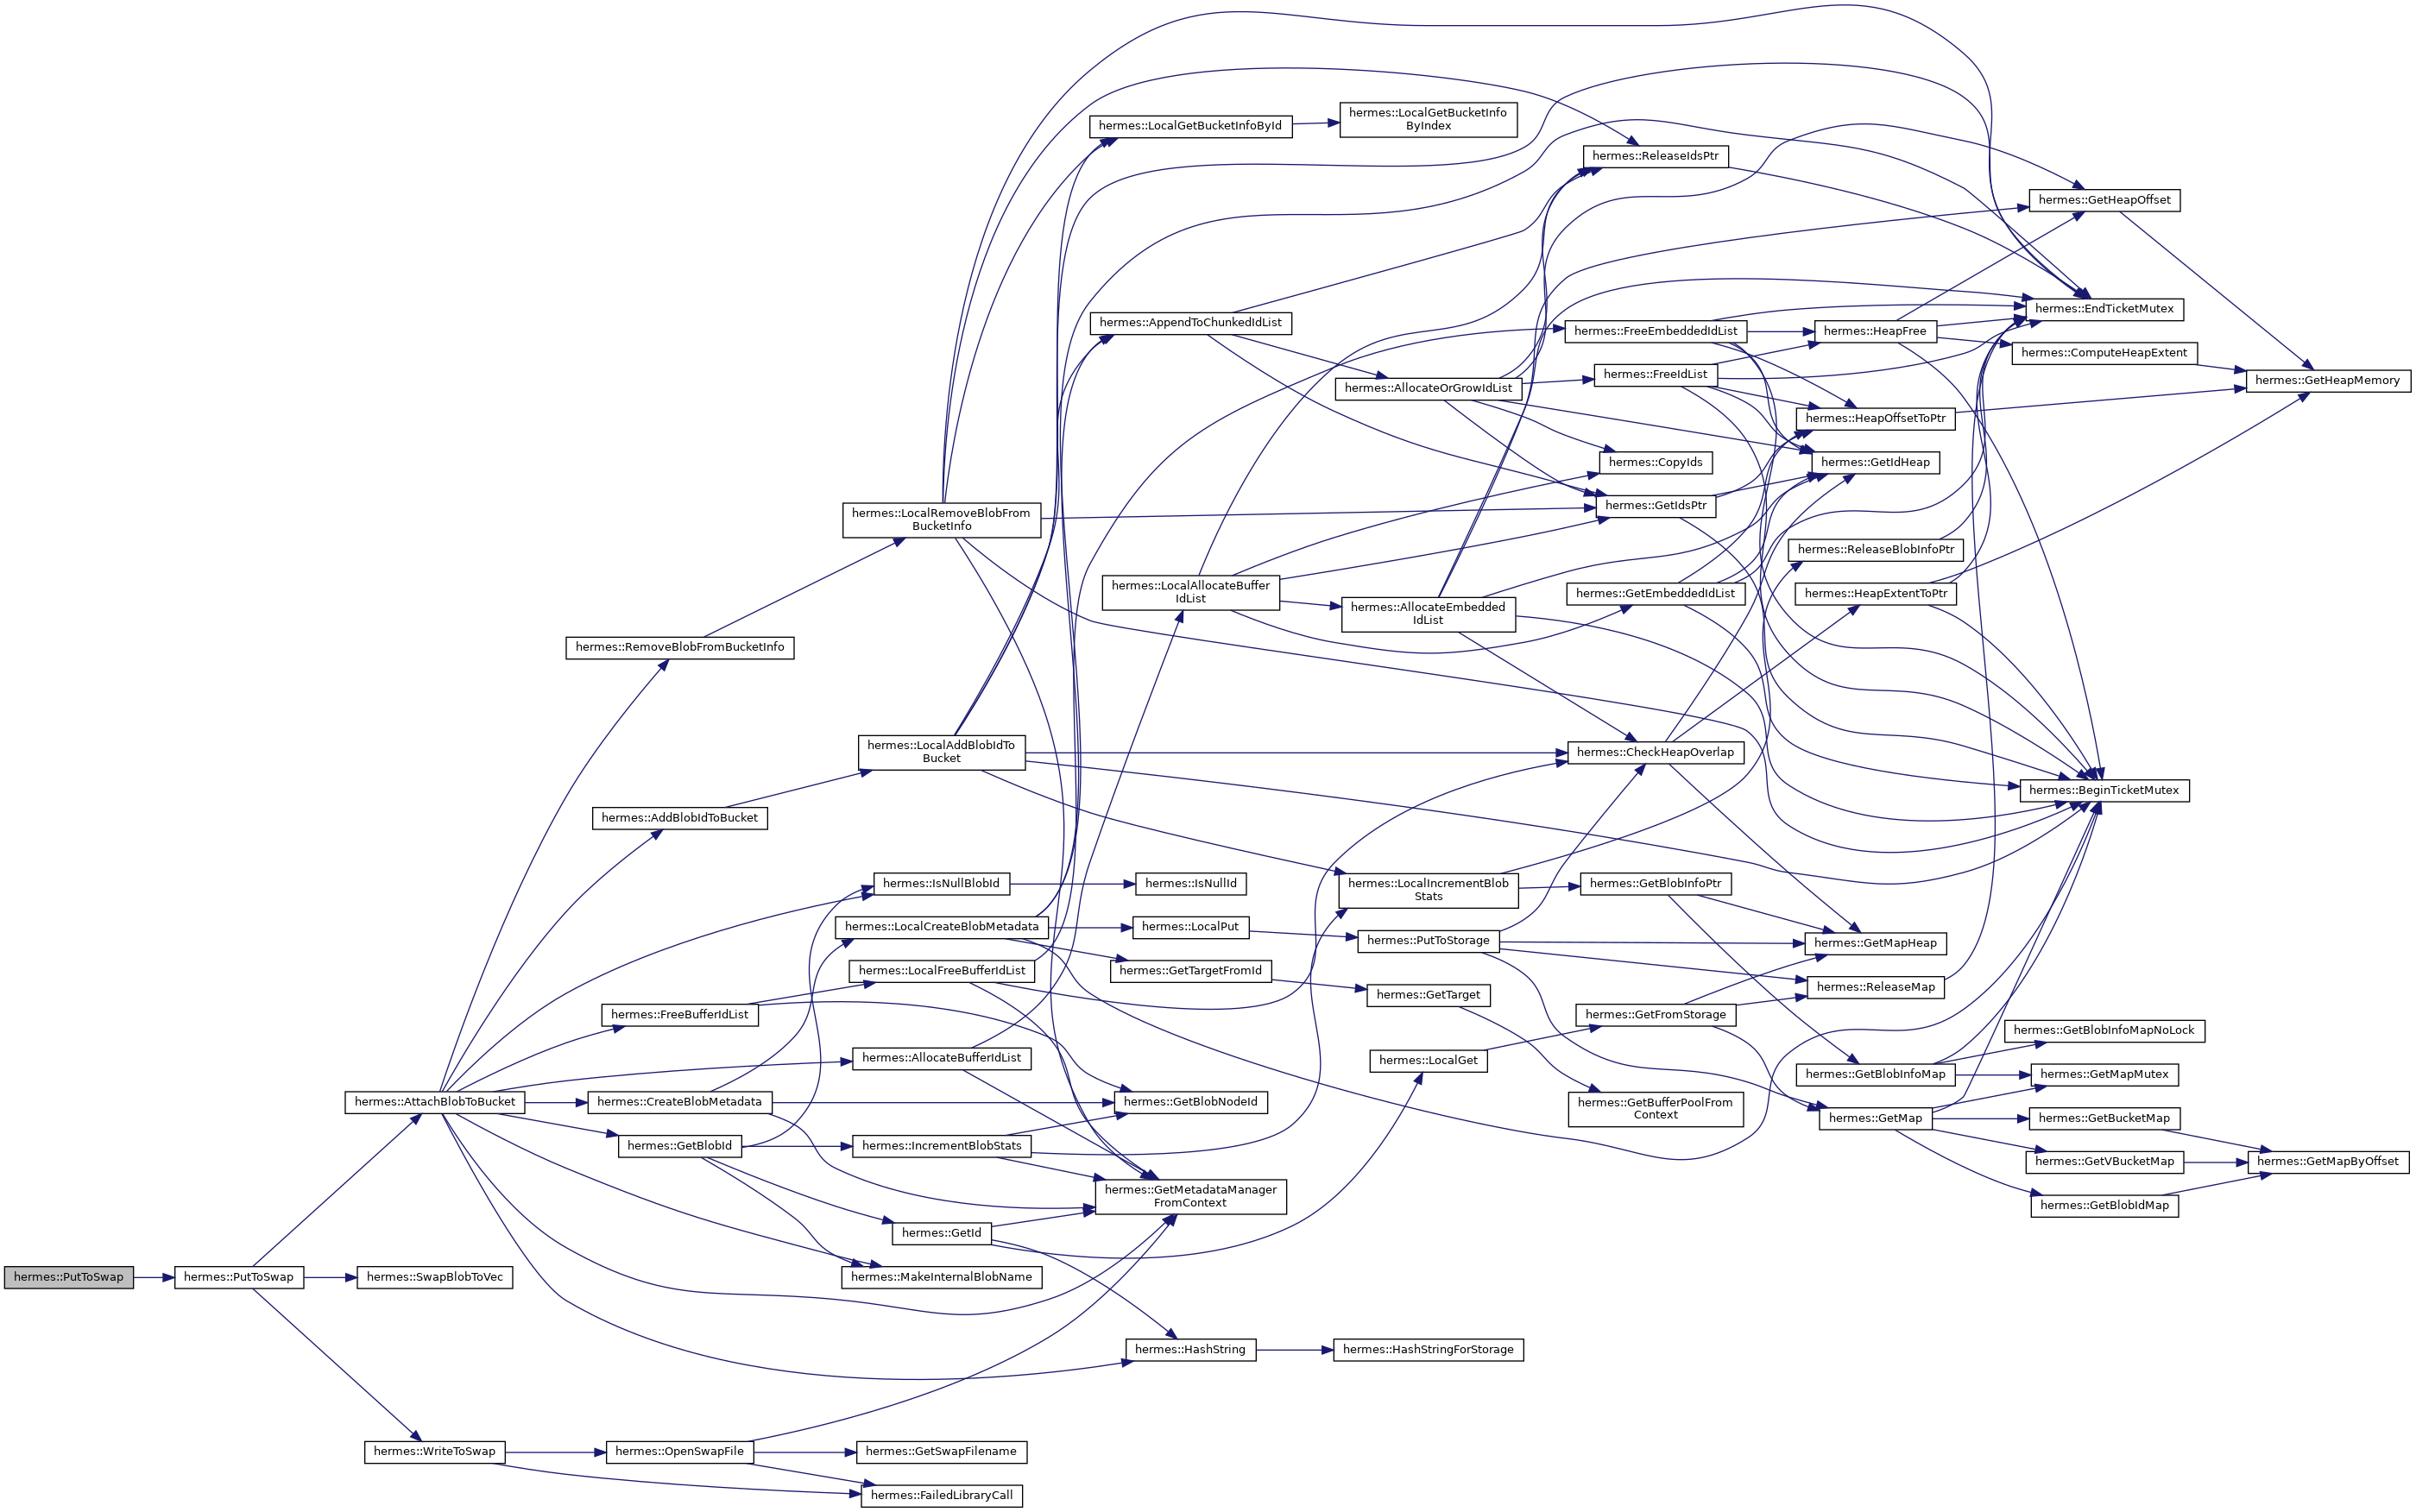 hermes::LocalGetBucketInfo
ByIndex
hermes::LocalGetBucketInfoById
hermes::ReleaseIdsPtr
hermes::GetHeapOffset
hermes::EndTicketMutex
hermes::AppendToChunkedIdList
hermes::FreeEmbeddedIdList
hermes::HeapFree
hermes::ComputeHeapExtent
hermes::FreeIdList
hermes::GetHeapMemory
hermes::AllocateOrGrowIdList
hermes::HeapOffsetToPtr
hermes::CopyIds
hermes::GetIdHeap
hermes::GetIdsPtr
hermes::LocalRemoveBlobFrom
BucketInfo
hermes::ReleaseBlobInfoPtr
hermes::LocalAllocateBuffer
IdList
hermes::GetEmbeddedIdList
hermes::HeapExtentToPtr
hermes::AllocateEmbedded
IdList
hermes::RemoveBlobFromBucketInfo
hermes::LocalAddBlobIdTo
Bucket
hermes::CheckHeapOverlap
hermes::BeginTicketMutex
hermes::AddBlobIdToBucket
hermes::IsNullBlobId
hermes::IsNullId
hermes::LocalIncrementBlob
Stats
hermes::GetBlobInfoPtr
hermes::LocalCreateBlobMetadata
hermes::LocalPut
hermes::PutToStorage
hermes::GetMapHeap
hermes::LocalFreeBufferIdList
hermes::GetTargetFromId
hermes::ReleaseMap
hermes::GetTarget
hermes::FreeBufferIdList
hermes::GetFromStorage
hermes::GetBlobInfoMapNoLock
hermes::AllocateBufferIdList
hermes::LocalGet
hermes::GetBlobInfoMap
hermes::GetMapMutex
hermes::AttachBlobToBucket
hermes::CreateBlobMetadata
hermes::GetBlobNodeId
hermes::GetBufferPoolFrom
Context
hermes::GetMap
hermes::GetBucketMap
hermes::GetBlobId
hermes::IncrementBlobStats
hermes::GetVBucketMap
hermes::GetMapByOffset
hermes::GetMetadataManager
FromContext
hermes::GetBlobIdMap
hermes::GetId
hermes::PutToSwap
hermes::PutToSwap
hermes::SwapBlobToVec
hermes::MakeInternalBlobName
hermes::HashString
hermes::HashStringForStorage
hermes::WriteToSwap
hermes::OpenSwapFile
hermes::GetSwapFilename
hermes::FailedLibraryCall